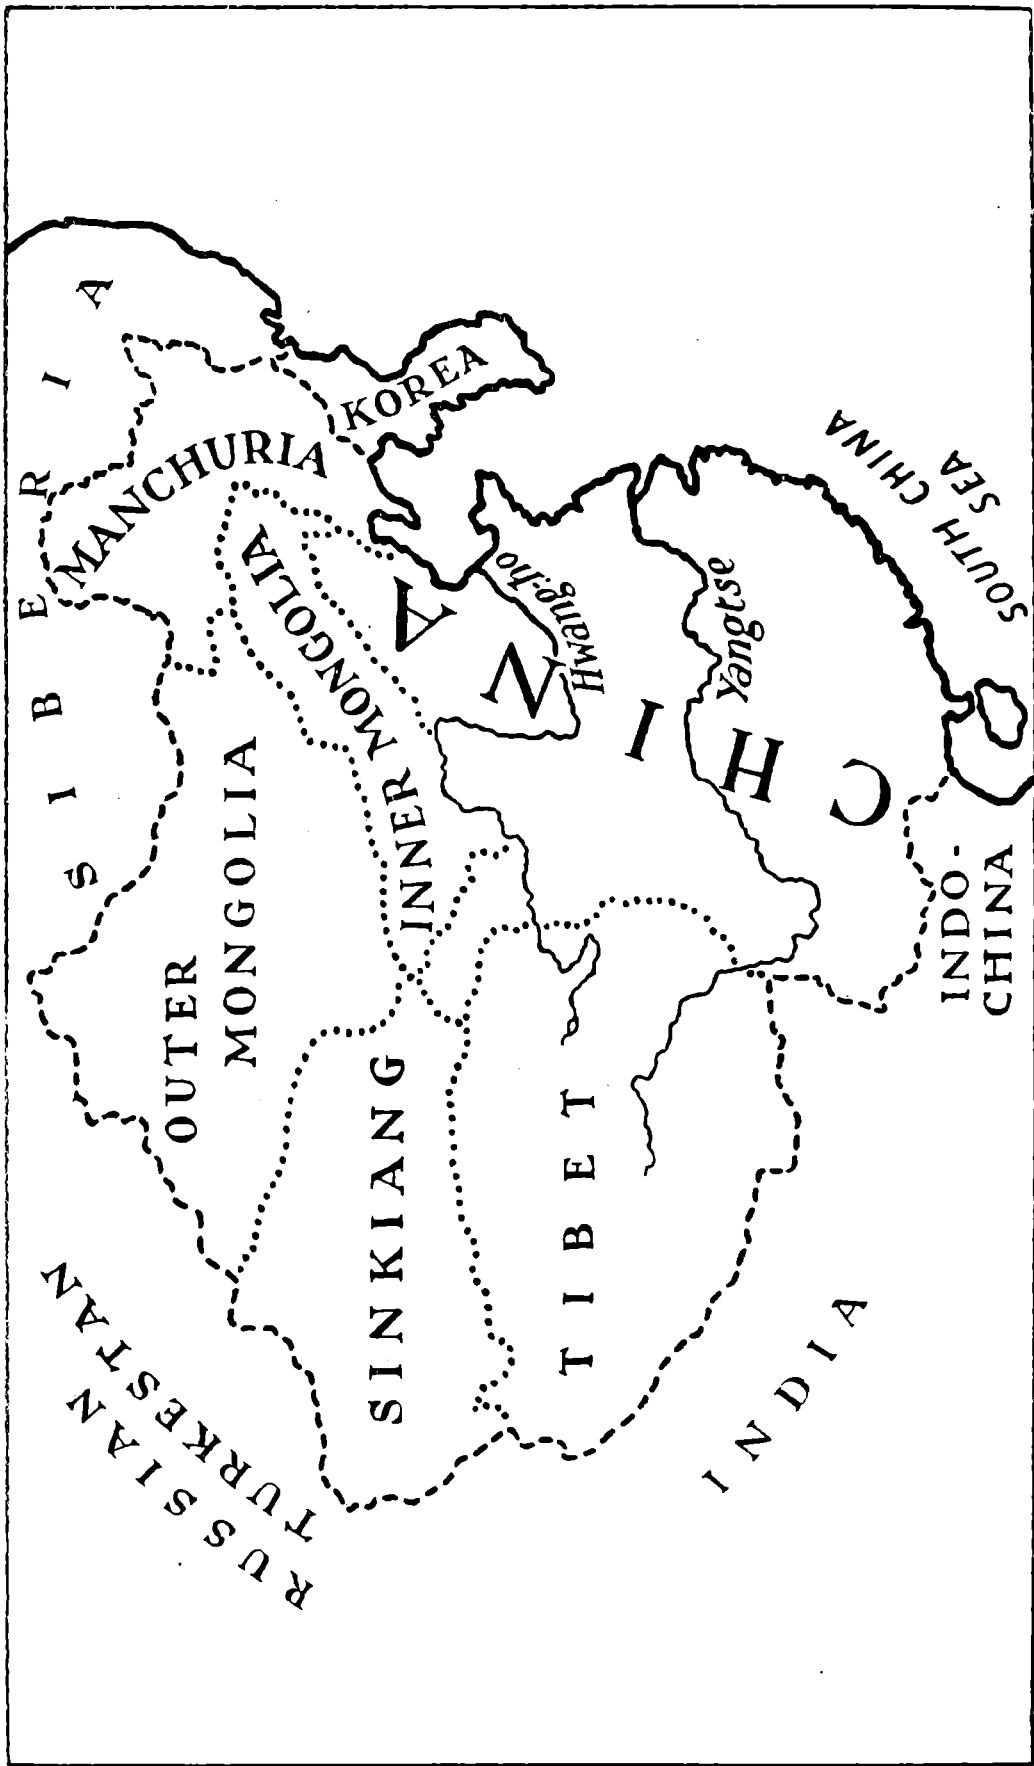 SIBERIA
RUSSIAN
TURKESTAN
OUTER
MONGOLIA
MANCHURIA
INNER MONGOLIA
KOREA
SINKIANG
TIBET
CHINA
Hwang-ho
Yangtse
INDIA
INDO-
CHINA
SOUTH CHINA
SEA